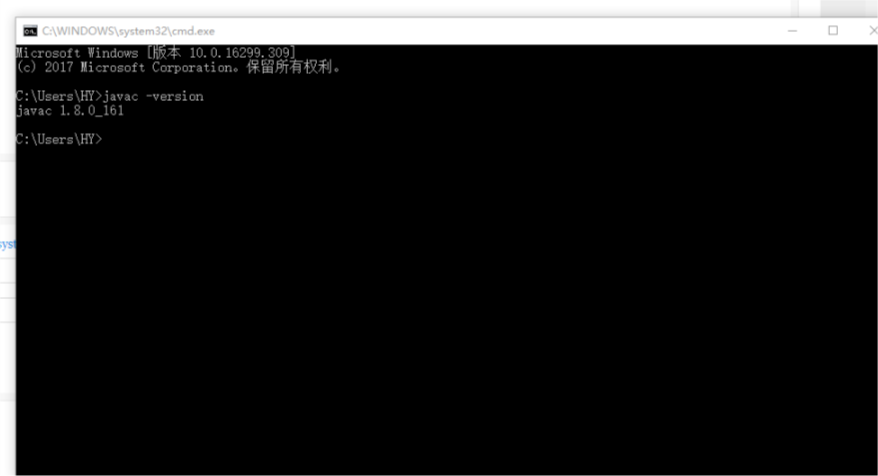 C:\WINDOWS\system32\cmd.exe
Microsoft Windows [版本 10.0.16299.309]
(c) 2017 Microsoft Corporation。保留所有权利。
C:\Users\HY>javac -version
javac 1.8.0_161
C:\Users\HY>
syst